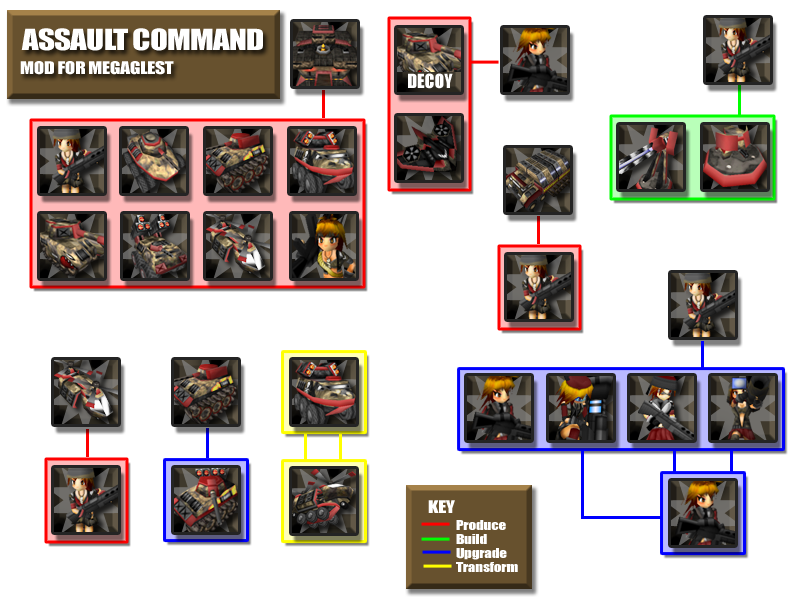 ASSAULT COMMAND
MOD FOR MEGAGLEST
DECOY
KEY
Produce
Build
Upgrade
Transform